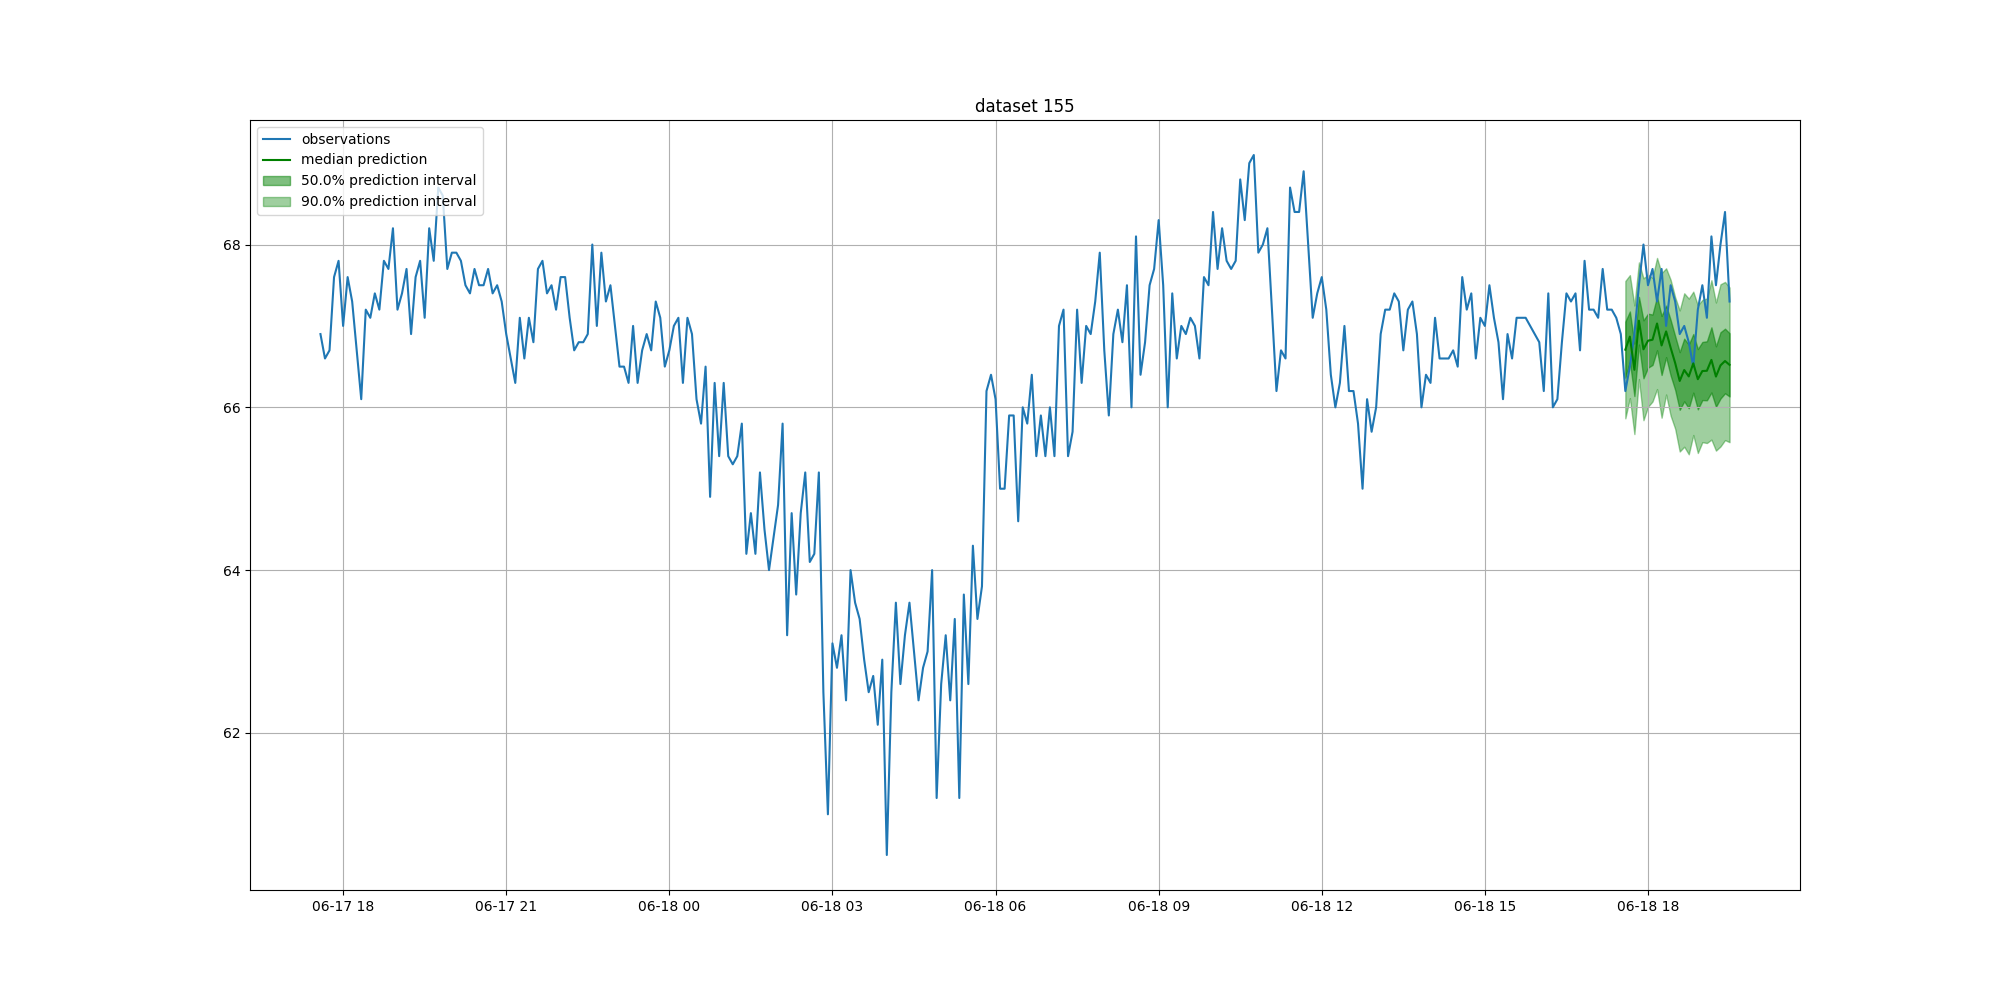 dataset 155
observations
median prediction
50.0% prediction interval
90.0% prediction interval
68
66
64
62
06-17 18
06-17 21
06-18 00
06-18 03
06-18 06
06-18 09
06-18 12
06-18 15
06-18 18